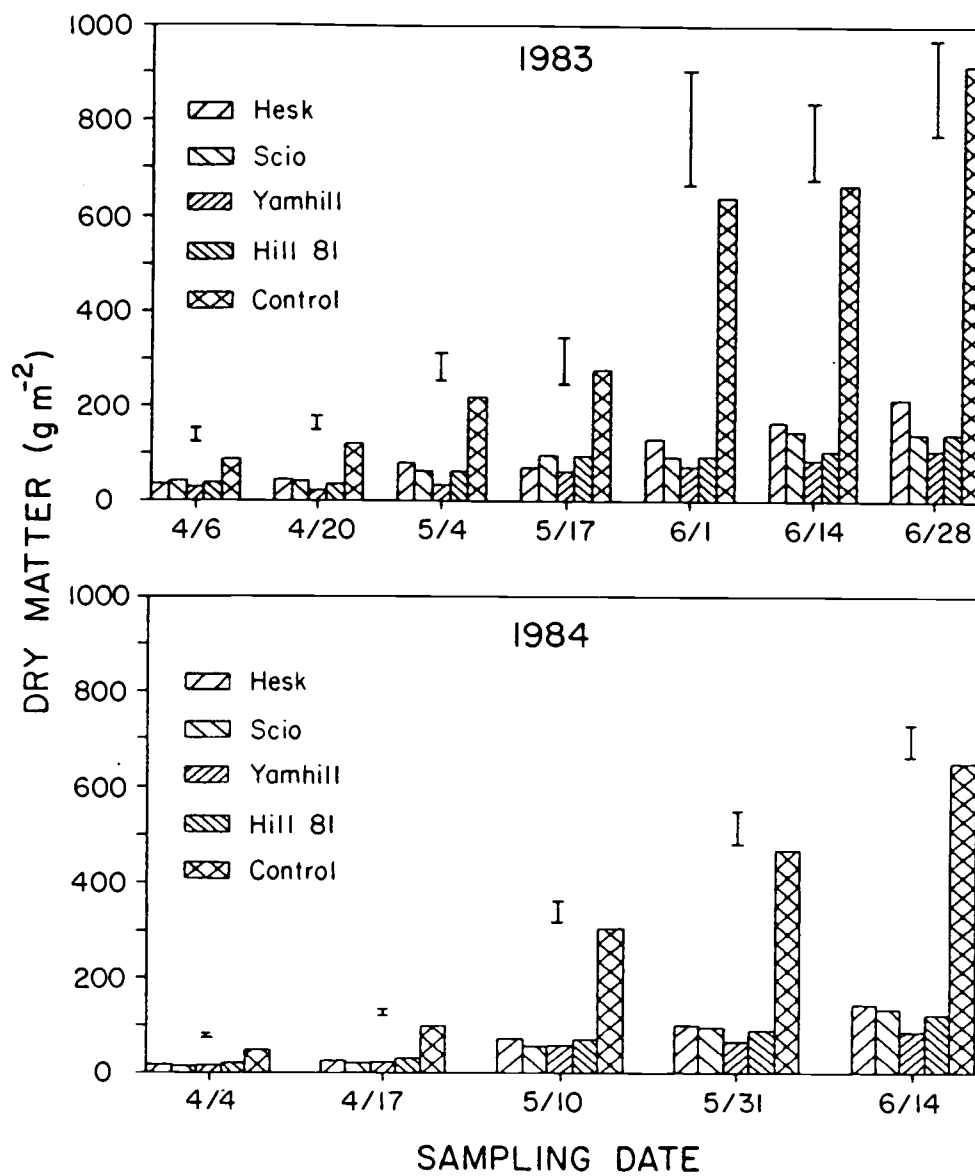 DRY MATTER (g m⁻²)
1000
800
600
400
200
0
1983
Hesk
Scio
Yamhill
Hill 81
Control
4/6 4/20 5/4 5/17 6/1 6/14 6/28
1000
800
600
400
200
0
1984
Hesk
Scio
Yamhill
Hill 81
Control
4/4 4/17 5/10 5/31 6/14
SAMPLING DATE